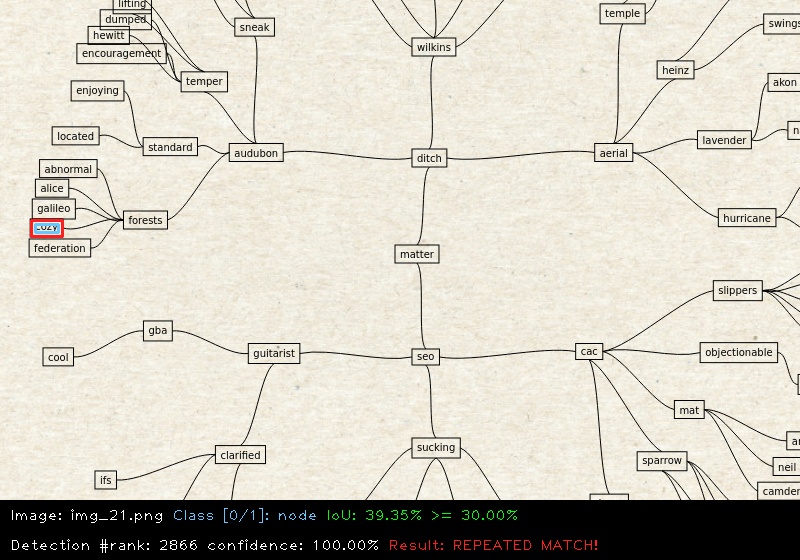 lifting
dumped
hewitt
encouragement
sneak
wilkins
temple
swings
heinz
temper
enjoying
akon
located
standard
audubon
ditch
aerial
lavender
abnormal
alice
galileo
cozy
federation
forests
hurricane
matter
slippers
gba
cool
guitarist
seo
cac
objectionable
mat
clarified
sucking
sparrow
neil
ifs
camden
Image: img_21.png Class [0/1]: node IoU: 39.35% >= 30.00%
Detection #rank: 2866 confidence: 100.00% Result: REPEATED MATCH!